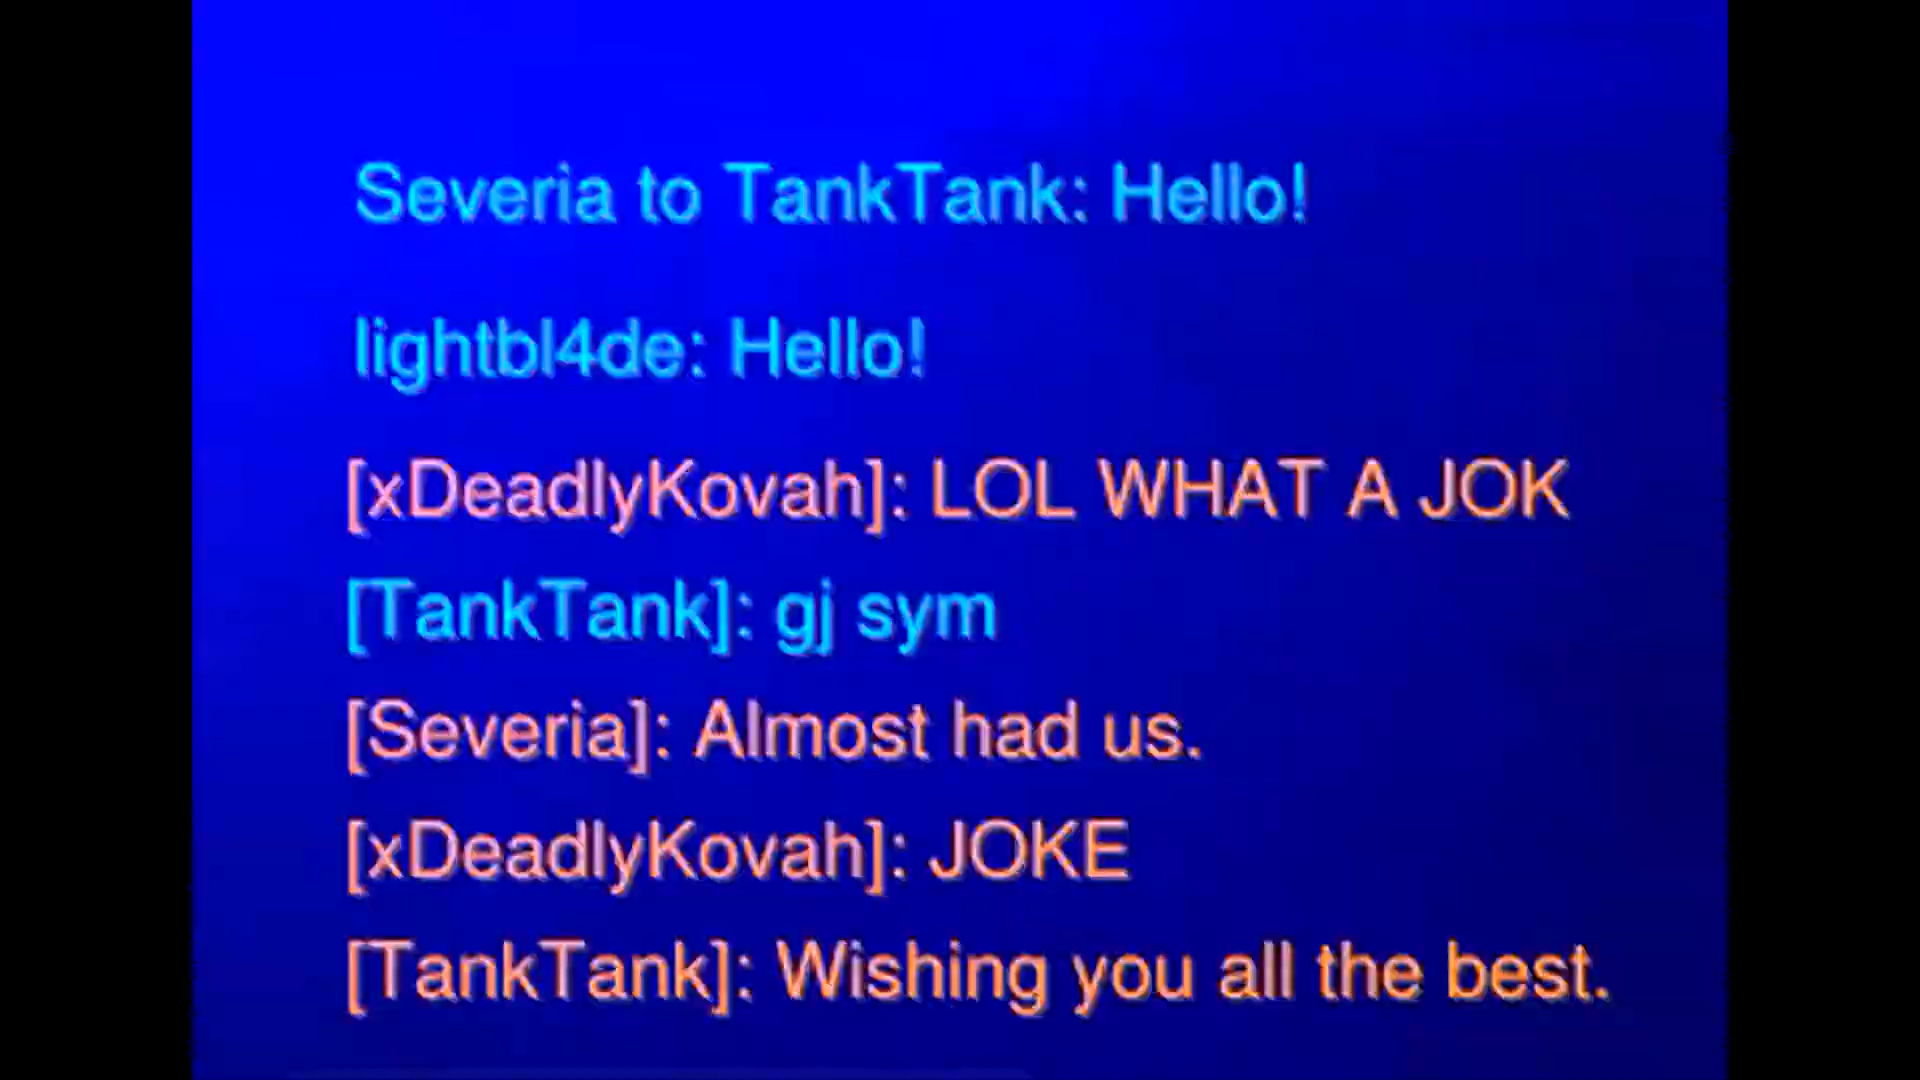 Severia to TankTank: Hello!
lightbl4de: Hello!
[xDeadlyKovah]: LOL WHAT A JOK
[TankTank]: gj sym
[Severia]: Almost had us.
[xDeadlyKovah]: JOKE
[TankTank]: Wishing you all the best.